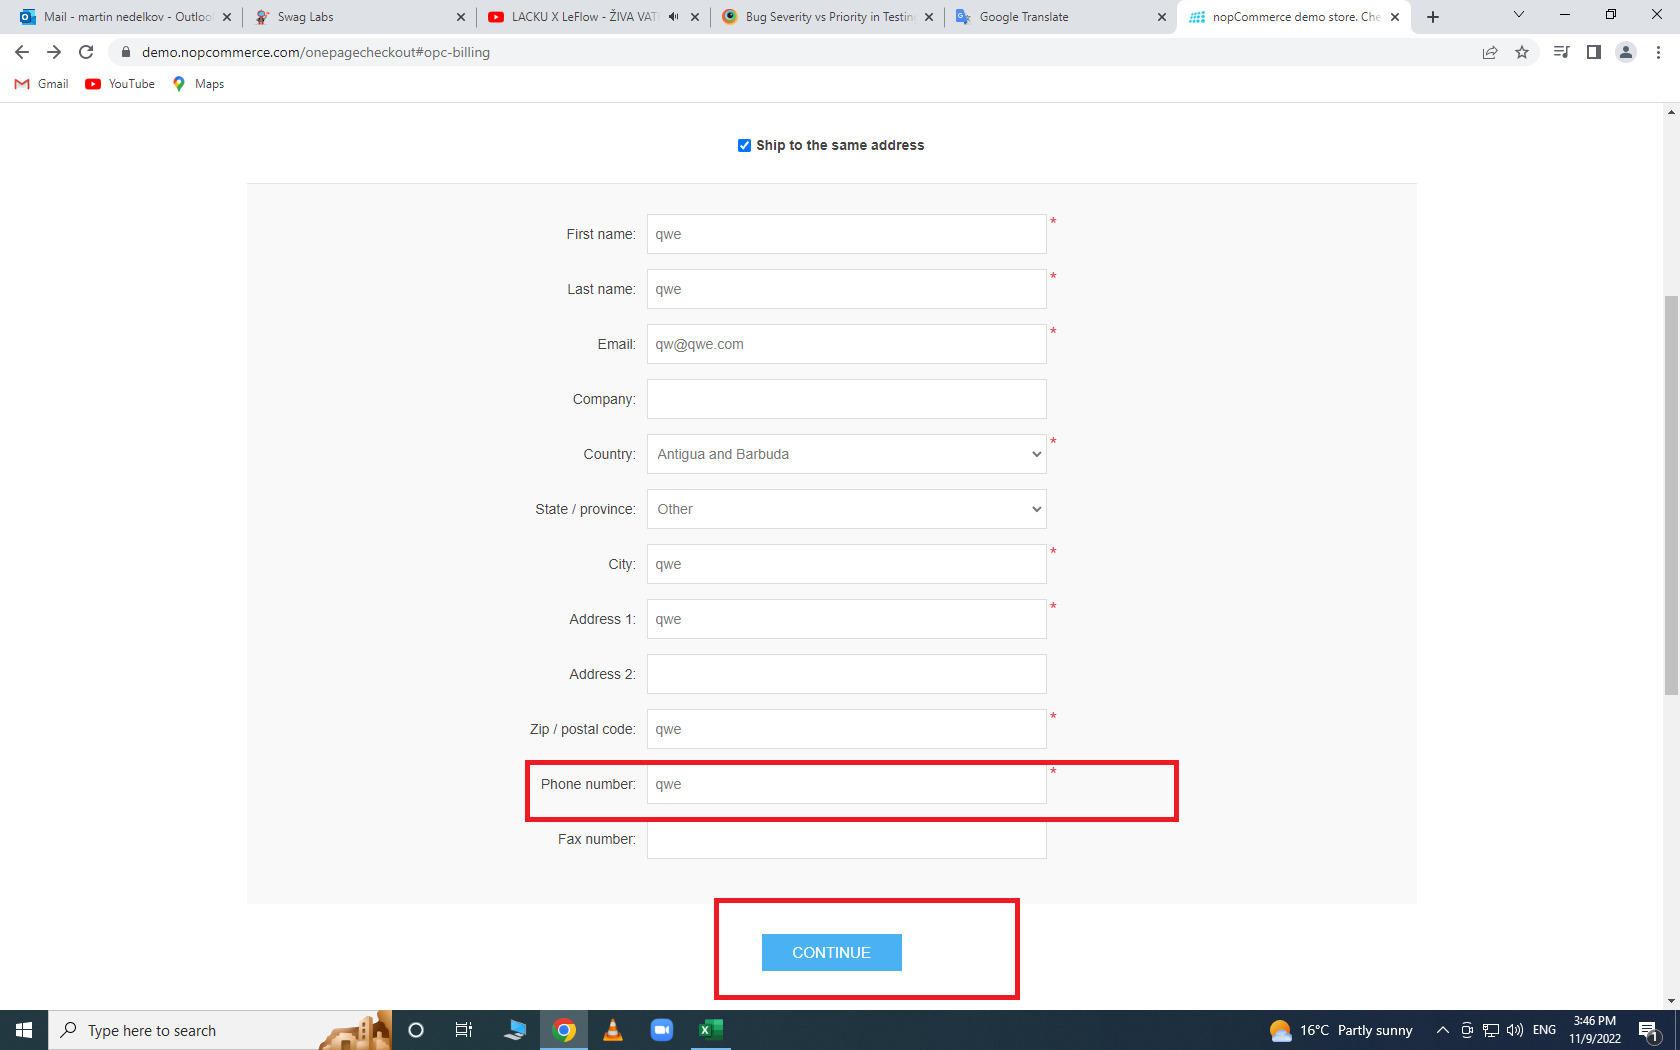 Mail - martin nedelkov - Outloo
Swag Labs
LACKU X LeFlow - ŽIVA VAT
Bug Severity vs Priority in Testin
Google Translate
nopCommerce demo store. Che
demo.nopcommerce.com/onepagecheckout#opc-billing
Gmail
YouTube
Maps
Ship to the same address
First name: qwe *
Last name: qwe *
Email: qw@qwe.com *
Company:
Country: Antigua and Barbuda *
State / province: Other
City: qwe *
Address 1: qwe *
Address 2:
Zip / postal code: qwe *
Phone number: qwe *
Fax number:
CONTINUE
Type here to search
16°C Partly sunny
ENG
3:46 PM
11/9/2022
1